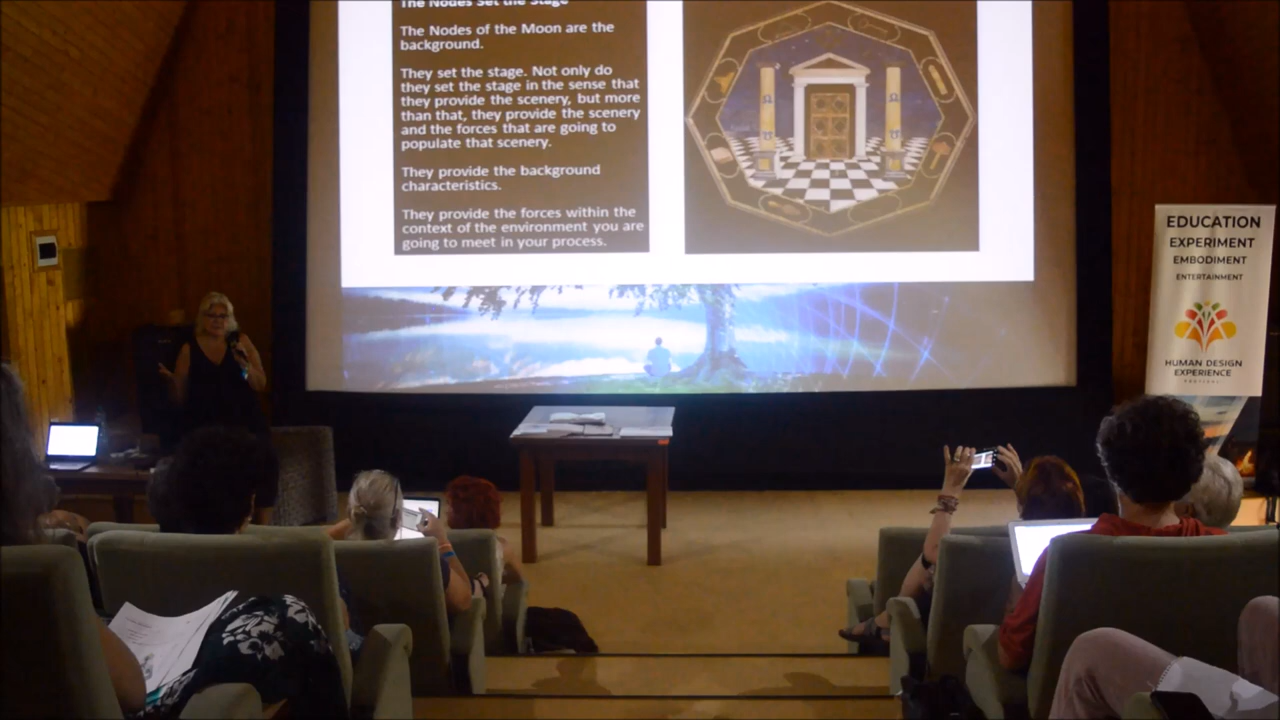 The Nodes Set the Stage
The Nodes of the Moon are the
background.
They set the stage. Not only do
they set the stage in the sense that
they provide the scenery, but more
than that, they provide the scenery
and the forces that are going to
populate that scenery.
They provide the background
characteristics.
They provide the forces within the
context of the environment you are
going to meet in your process.
EDUCATION
EXPERIMENT
EMBODIMENT
ENTERTAINMENT
HUMAN DESIGN
EXPERIENCE
FESTIVAL